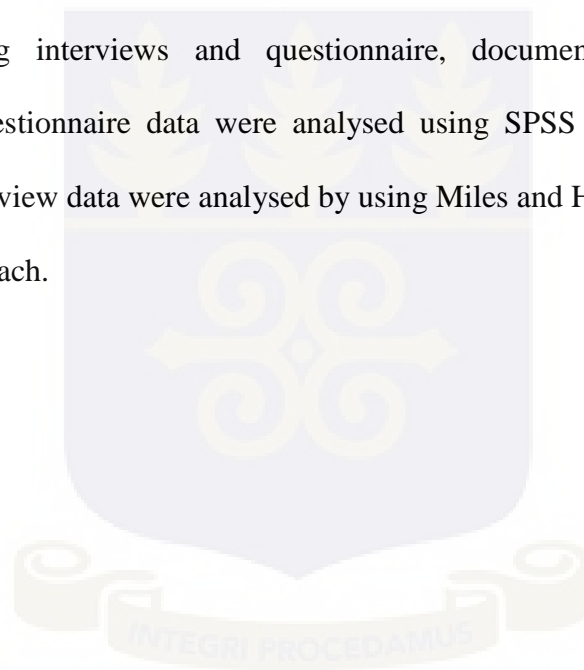 g interviews and questionnaire, documen
estionnaire data were analysed using SPSS
view data were analysed by using Miles and H
ach.
INTEGRI PROCEDAMUS